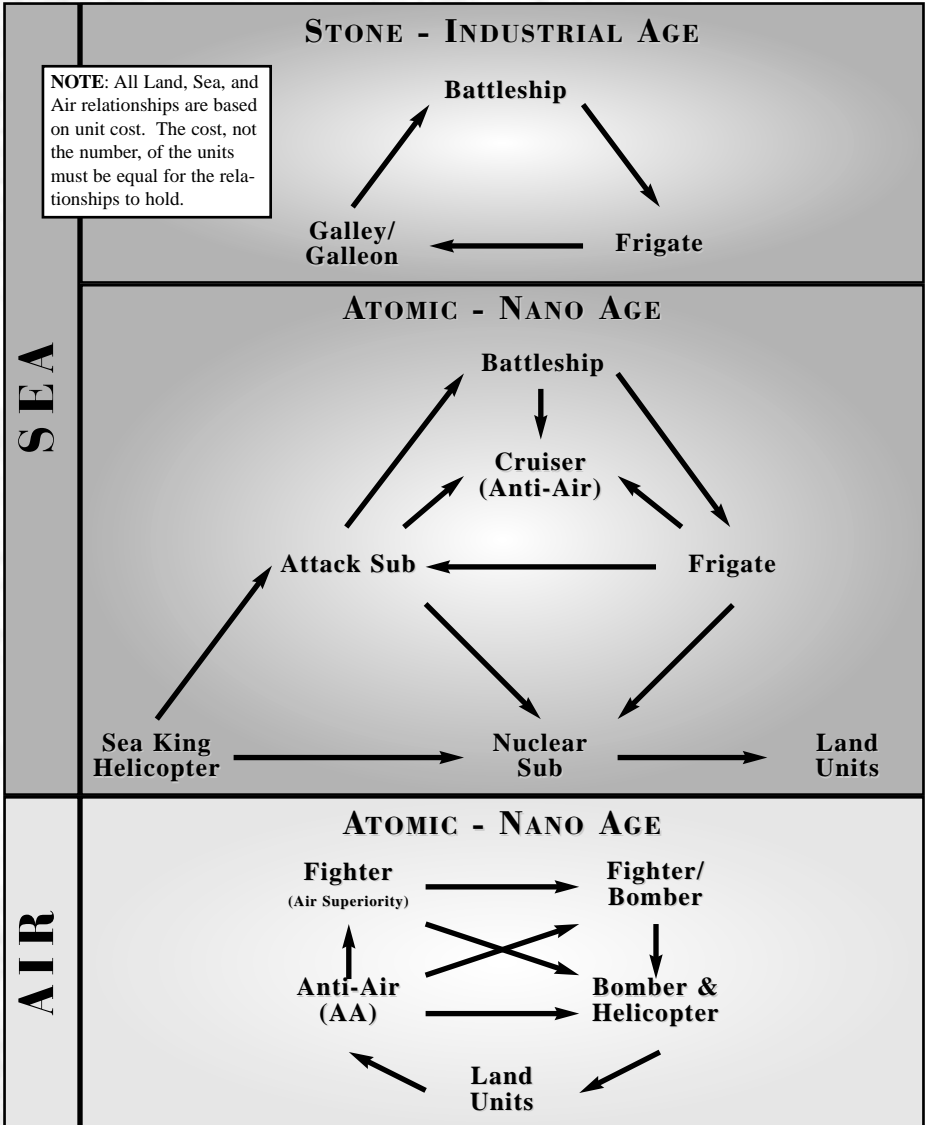 STONE - INDUSTRIAL AGE
NOTE: All Land, Sea, and
Air relationships are based
on unit cost. The cost, not
the number, of the units
must be equal for the rela-
tionships to hold.
Battleship
Galley/
Galleon
Frigate
SEA
ATOMIC - NANO AGE
Battleship
Cruiser
(Anti-Air)
Attack Sub
Frigate
Sea King
Helicopter
Nuclear
Sub
Land
Units
AIR
ATOMIC - NANO AGE
Fighter
(Air Superiority)
Fighter/
Bomber
Anti-Air
(AA)
Bomber &
Helicopter
Land
Units